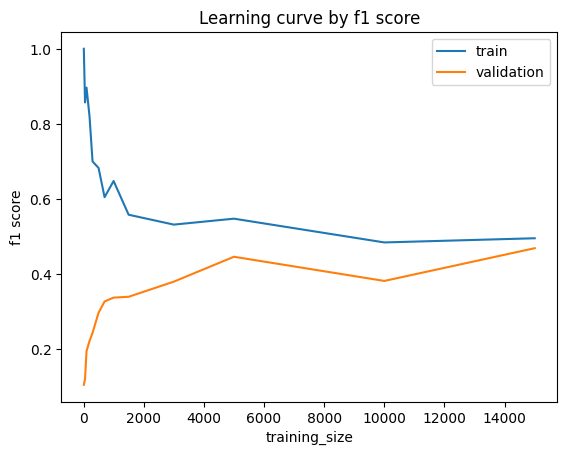 Learning curve by f1 score
train
validation
1.0
0.8
0.6
0.4
0.2
f1 score
0
2000
4000
6000
8000
10000
12000
14000
training_size